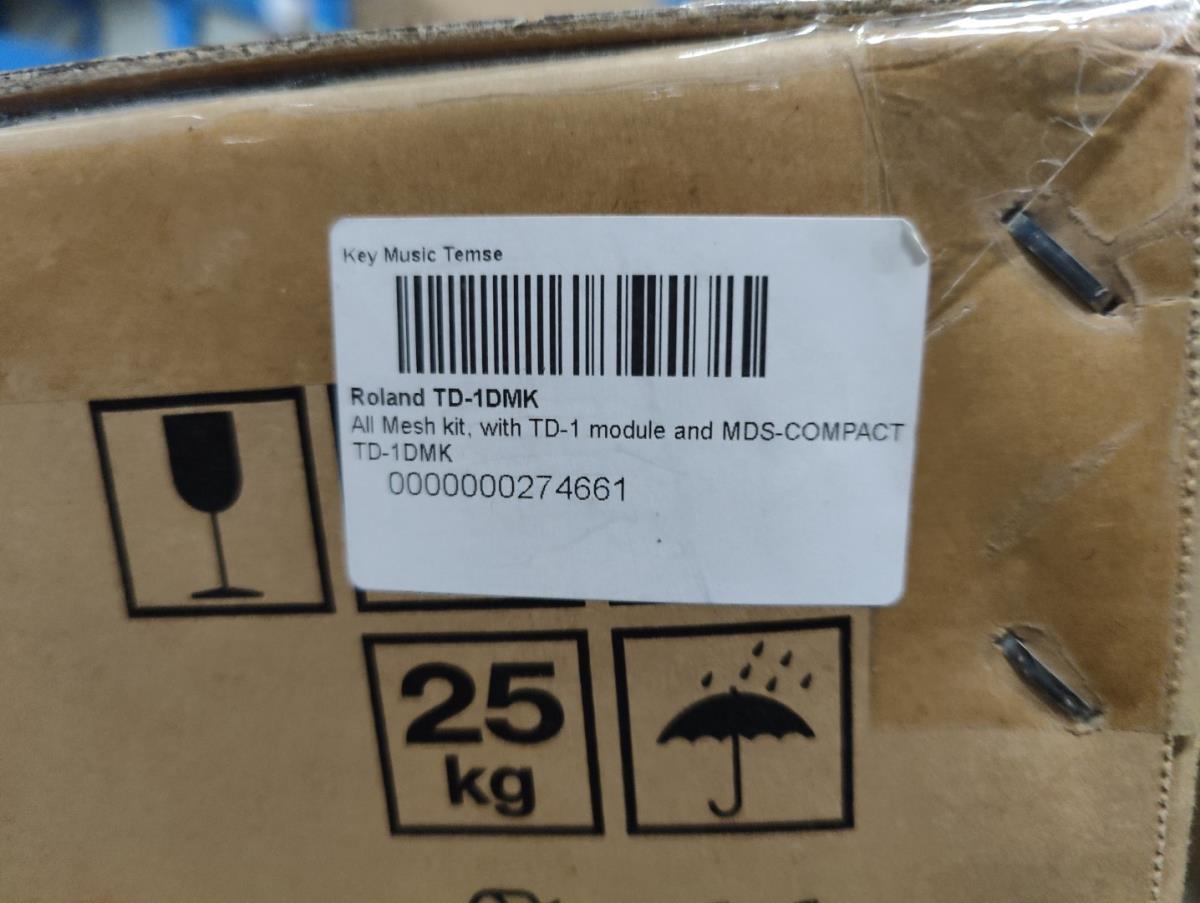 Key Music Temse
Roland TD-1DMK
All Mesh kit, with TD-1 module and MDS-COMPACT
TD-1DMK
0000000274661
25
kg